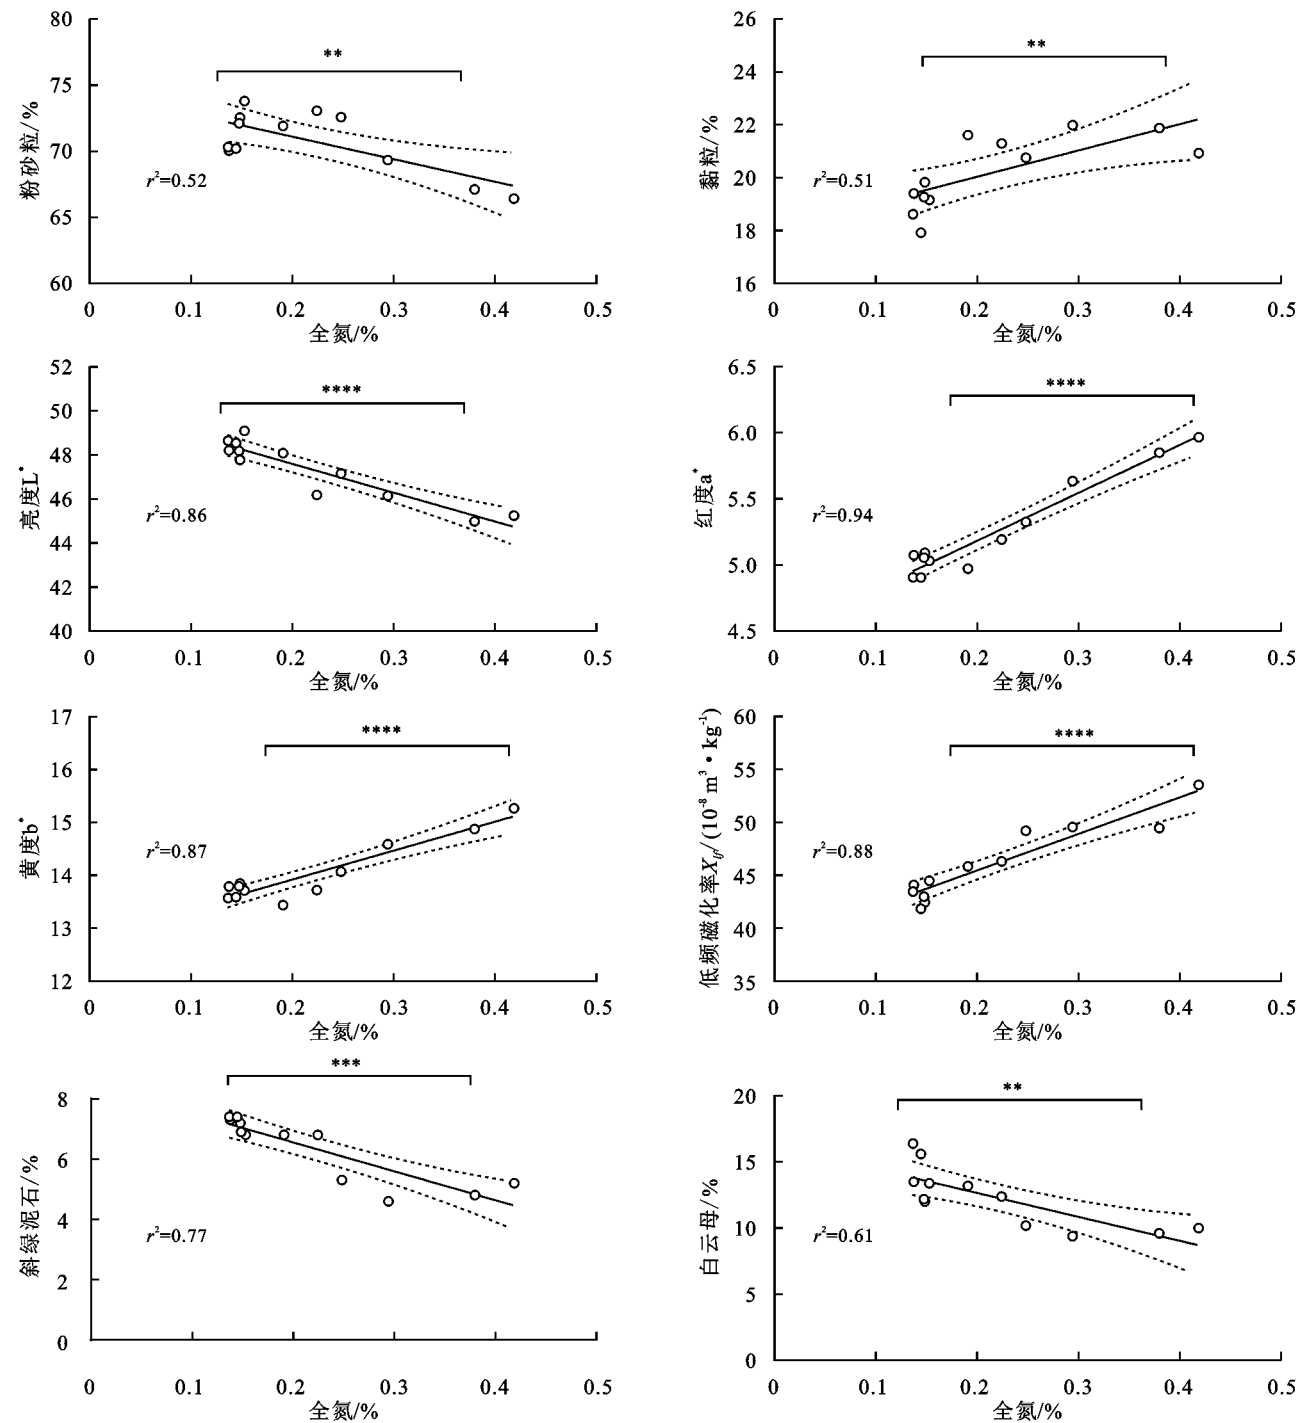 80
75
70
65
60
粉砂粒/%
**
r²=0.52
0 0.1 0.2 0.3 0.4 0.5
全氮/%
26
24
22
20
18
16
黏粒/%
**
r²=0.51
0 0.1 0.2 0.3 0.4 0.5
全氮/%
52
50
48
46
44
42
40
亮度L*
****
r²=0.86
0 0.1 0.2 0.3 0.4 0.5
全氮/%
6.5
6.0
5.5
5.0
4.5
红度a*
****
r²=0.94
0 0.1 0.2 0.3 0.4 0.5
全氮/%
17
16
15
14
13
12
黄度b*
****
r²=0.87
0 0.1 0.2 0.3 0.4 0.5
全氮/%
60
55
50
45
40
35
低频磁化率X_lf/(10⁻⁸ m³·kg⁻¹)
****
r²=0.88
0 0.1 0.2 0.3 0.4 0.5
全氮/%
8
6
4
2
0
斜绿泥石/%
***
r²=0.77
0 0.1 0.2 0.3 0.4 0.5
全氮/%
20
15
10
5
0
白云母/%
**
r²=0.61
0 0.1 0.2 0.3 0.4 0.5
全氮/%